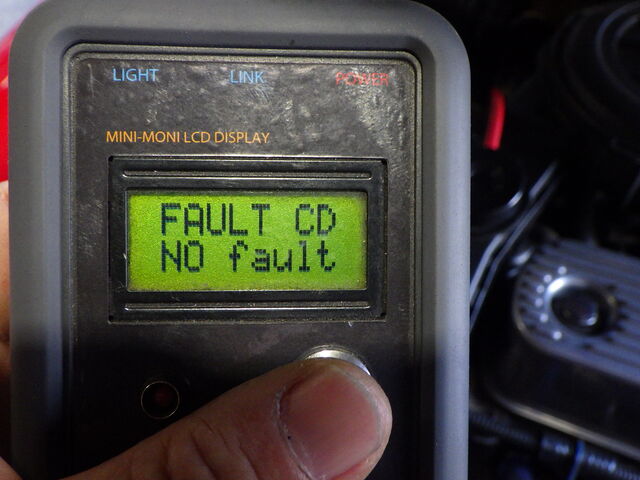 LIGHT LINK POWER
MINI-MONI LCD DISPLAY
FAULT CD
NO fault